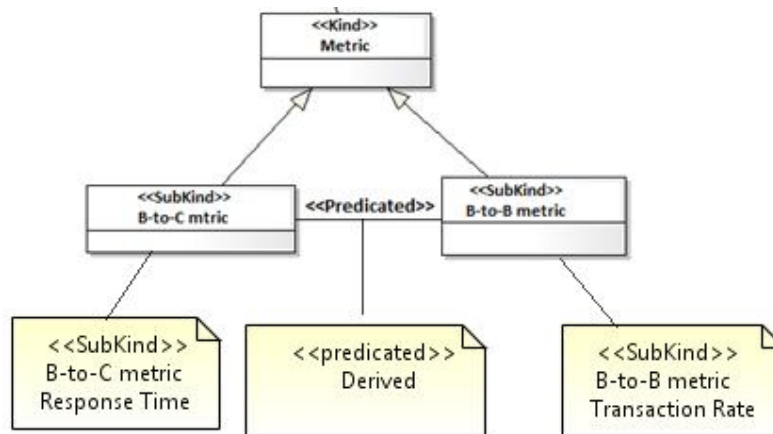 <<Kind>>
Metric
<<SubKind>>
B-to-C mtric
<<Predicated>>
<<SubKind>>
B-to-B metric
<<SubKind>>
B-to-C metric
Response Time
<<predicated>>
Derived
<<SubKind>>
B-to-B metric
Transaction Rate